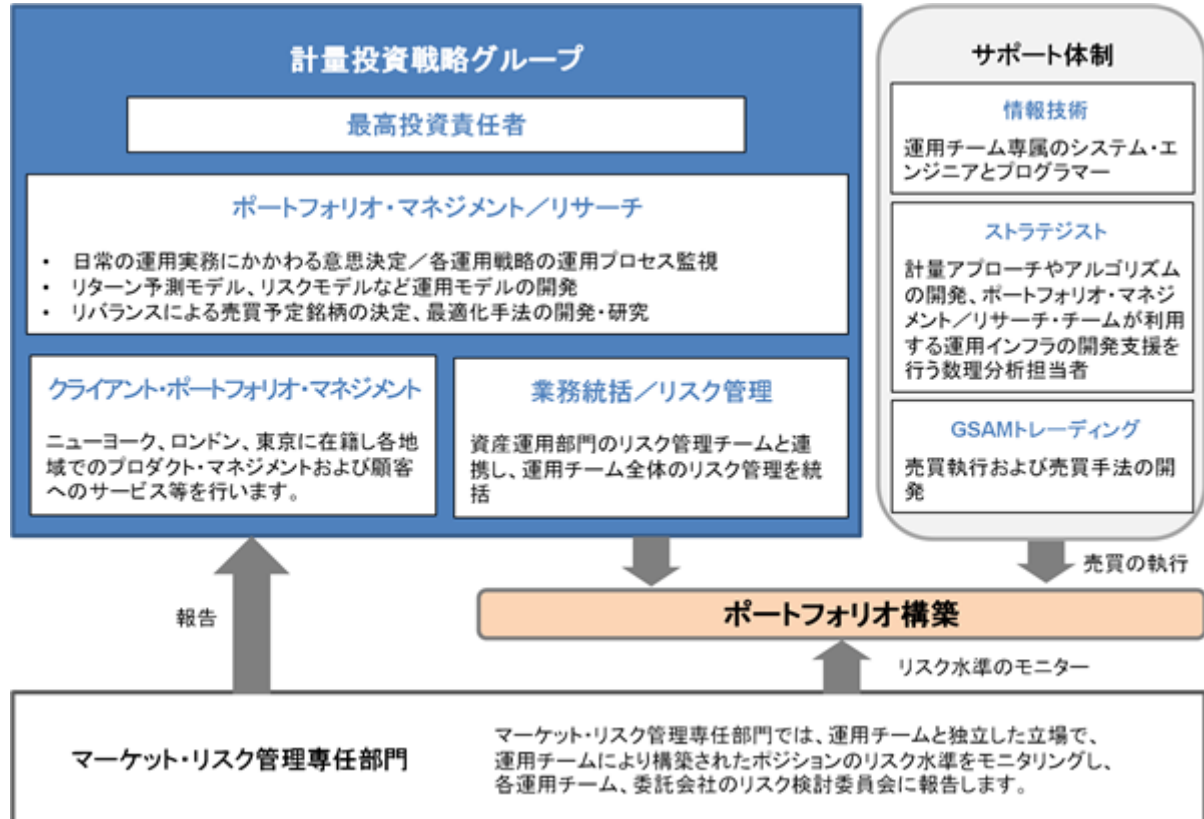 計量投資戦略グループ
最高投資責任者
ポートフォリオ・マネジメント／リサーチ
• 日常の運用実務にかかわる意思決定／各運用戦略の運用プロセス監視
• リターン予測モデル、リスクモデルなど運用モデルの開発
• リバランスによる売買予定銘柄の決定、最適化手法の開発・研究
クライアント・ポートフォリオ・マネジメント
ニューヨーク、ロンドン、東京に在籍し各地
域でのプロダクト・マネジメントおよび顧客
へのサービス等を行います。
業務統括／リスク管理
資産運用部門のリスク管理チームと連
携し、運用チーム全体のリスク管理を統
括
サポート体制
情報技術
運用チーム専属のシステム・エ
ンジニアとプログラマー
ストラテジスト
計量アプローチやアルゴリズム
の開発、ポートフォリオ・マネジ
メント／リサーチ・チームが利用
する運用インフラの開発支援を
行う数理分析担当者
GSAMトレーディング
売買執行および売買手法の開
発
売買の執行
ポートフォリオ構築
報告
リスク水準のモニター
マーケット・リスク管理専任部門
マーケット・リスク管理専任部門では、運用チームと独立した立場で、
運用チームにより構築されたポジションのリスク水準をモニタリングし、
各運用チーム、委託会社のリスク検討委員会に報告します。